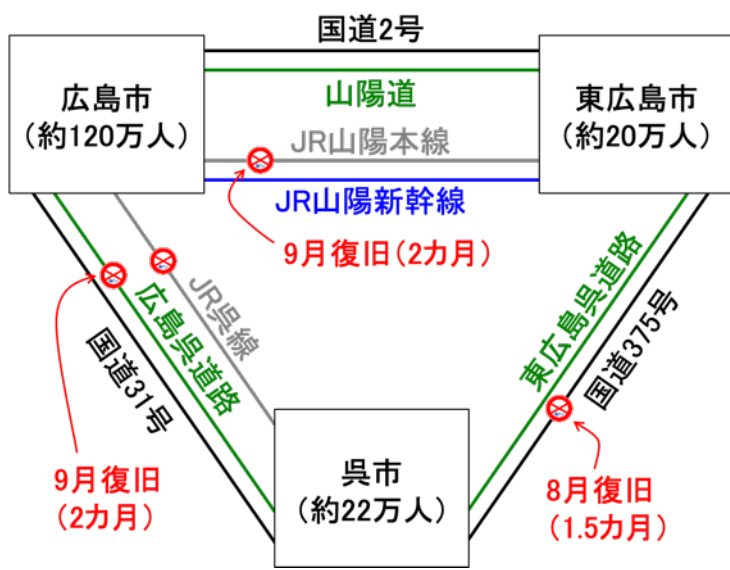 国道2号
広島市
(約120万人)
山陽道
東広島市
(約20万人)
JR山陽本線
JR山陽新幹線
9月復旧(2カ月)
JR呉線
広島呉道路
国道31号
東広島呉道路
国道375号
呉市
(約22万人)
9月復旧
(2カ月)
8月復旧
(1.5カ月)